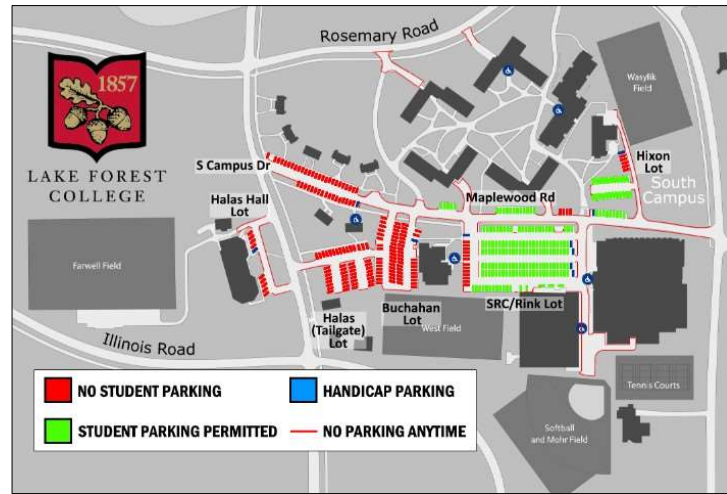 Rosemary Road
1857
LAKE FOREST
COLLEGE
Wasylik
Field
S Campus Dr
Hixon
Lot
South
Campus
Maplewood Rd
Halas Hall
Lot
Farwell Field
Halas
(Tailgate)
Lot
Buchahan
Lot
West Field
SRC/Rink Lot
Illinois Road
Tennis Courts
Softball
and Mohr Field
NO STUDENT PARKING
HANDICAP PARKING
STUDENT PARKING PERMITTED
NO PARKING ANYTIME